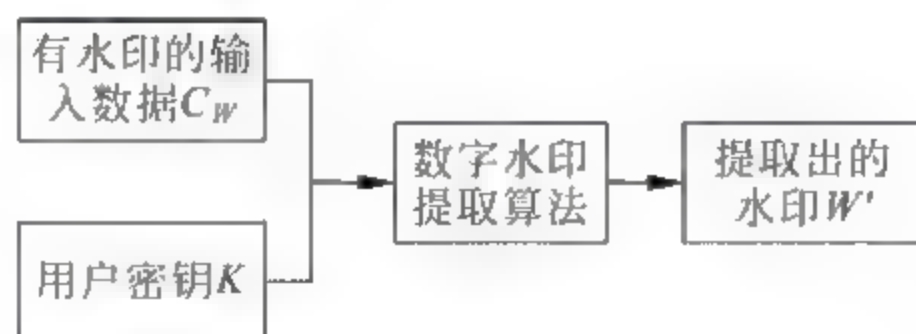 有水印的输
入数据C_W
用户密钥K
数字水印
提取算法
提取出的
水印W'